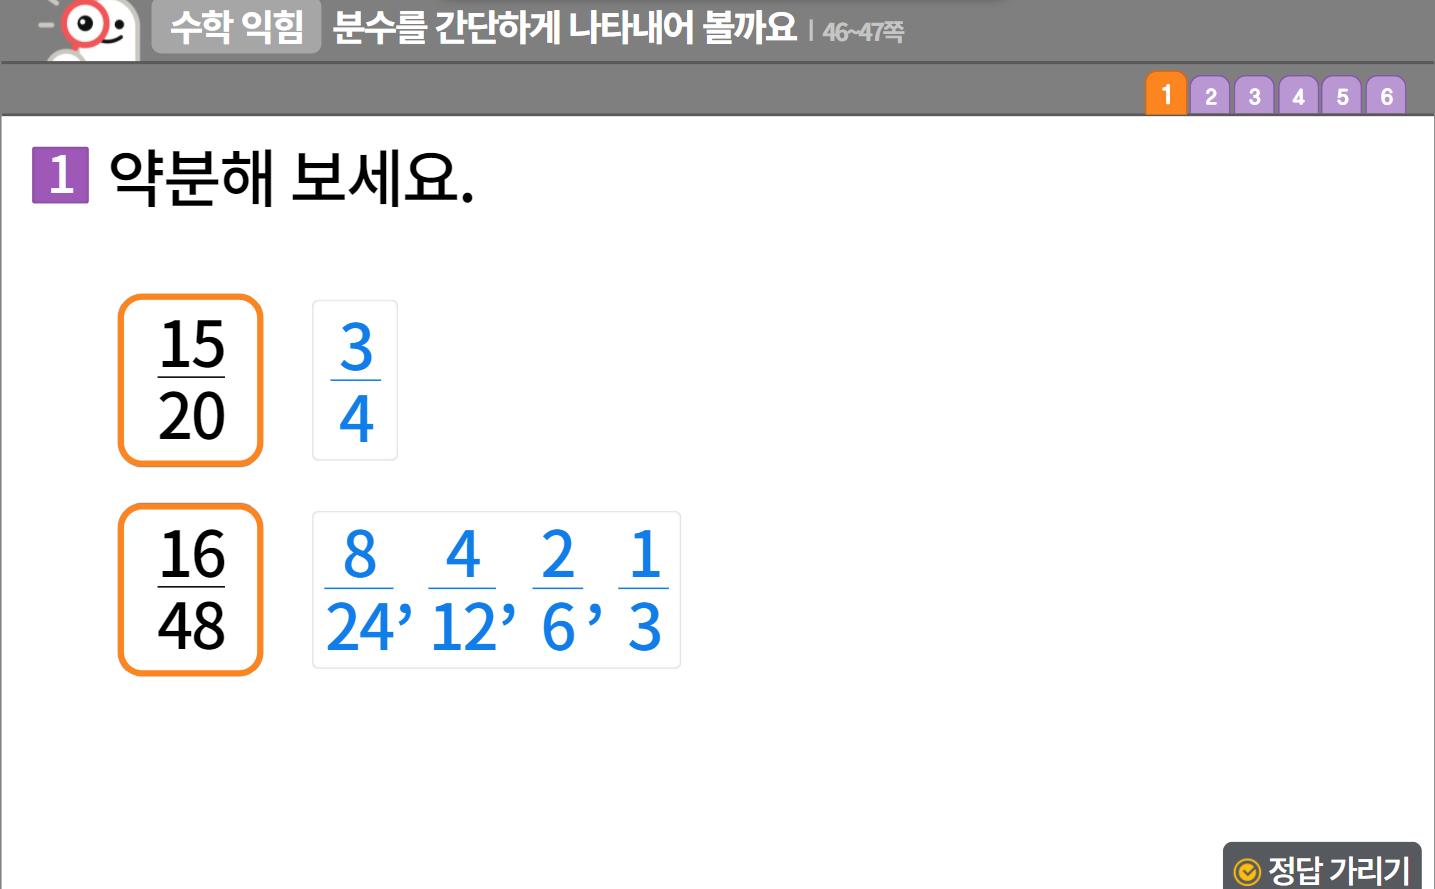 수학 익힘 분수를 간단하게 나타내어 볼까요 | 46~47쪽
1 2 3 4 5 6
1 약분해 보세요.
15/20 3/4
16/48 8/24, 4/12, 2/6, 1/3
정답 가리기